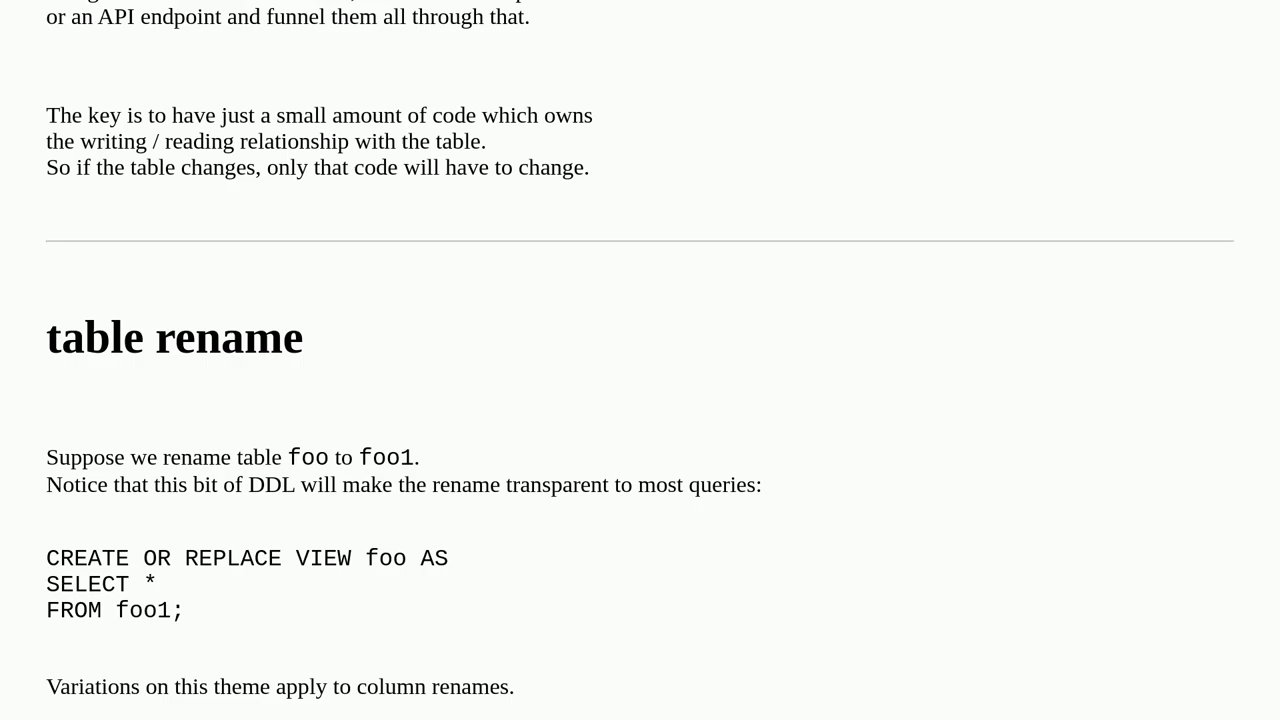 or an API endpoint and funnel them all through that.
The key is to have just a small amount of code which owns
the writing / reading relationship with the table.
So if the table changes, only that code will have to change.
table rename
Suppose we rename table foo to foo1.
Notice that this bit of DDL will make the rename transparent to most queries:
CREATE OR REPLACE VIEW foo AS
SELECT *
FROM foo1;
Variations on this theme apply to column renames.